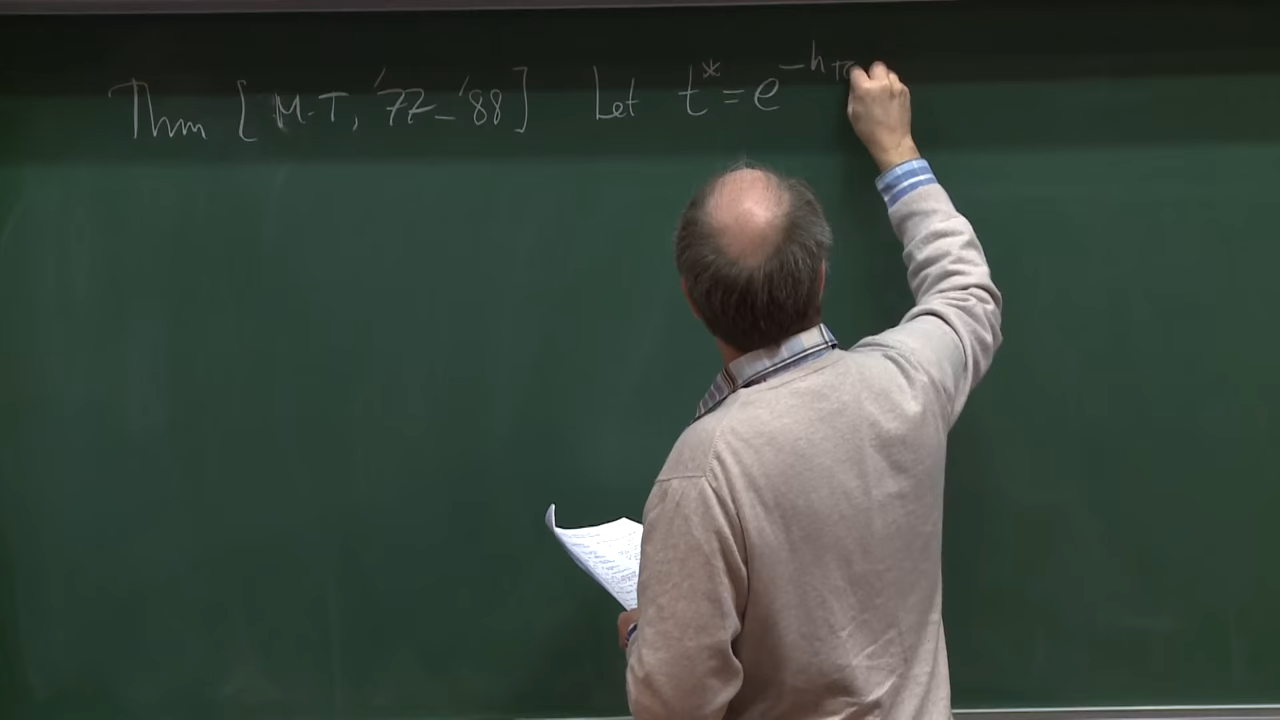 Thm [M-T, '77-'88] Let t* = e^{-h+